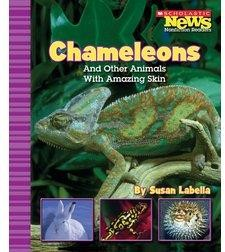 SCHOLASTIC
News
Nonfiction Readers
Chameleons
And Other Animals
With Amazing Skin
By Susan Labella